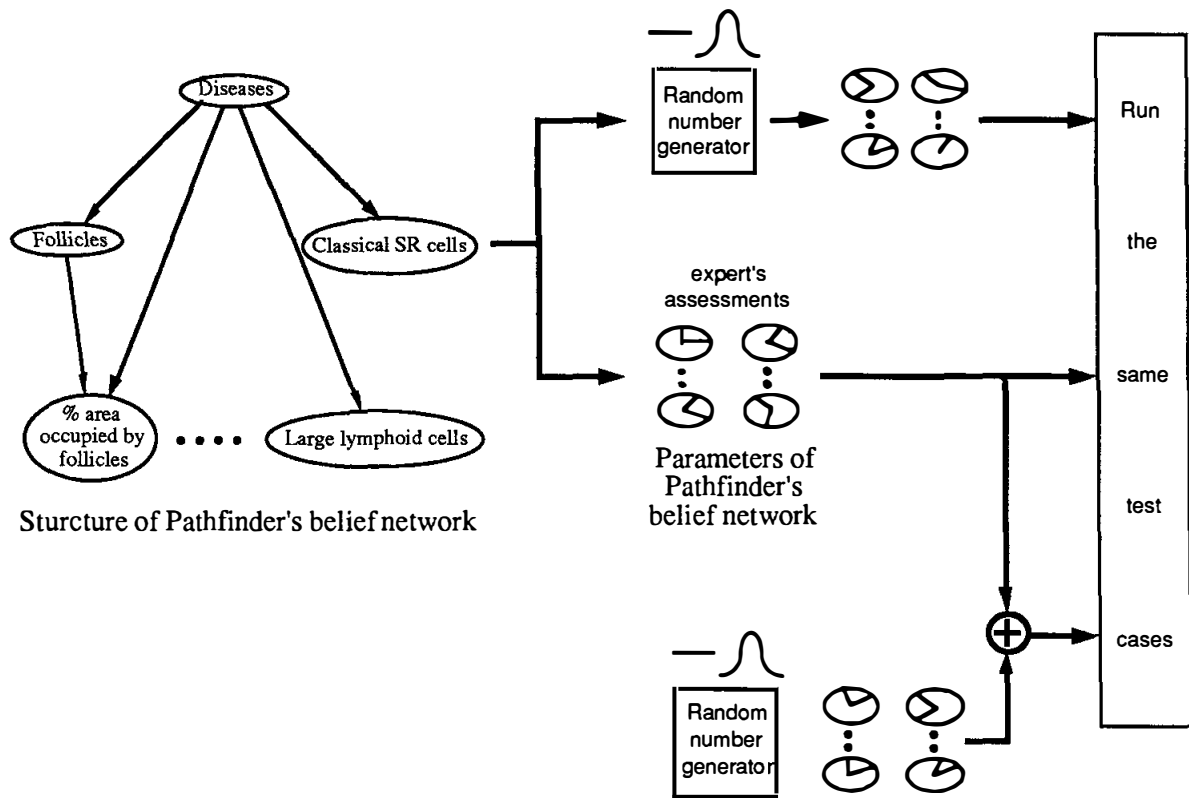 Diseases
Follicles
Classical SR cells
% area
occupied by
follicles
Large lymphoid cells
Sturcture of Pathfinder's belief network
Random
number
generator
expert's
assessments
Parameters of
Pathfinder's
belief network
Random
number
generator
Run
the
same
test
cases